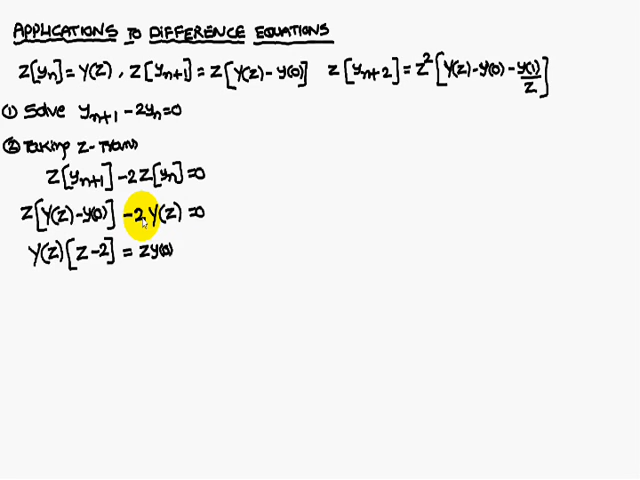 APPLICATIONS TO DIFFERENCE EQUATIONS
Z[yₙ] = Y(Z) , Z[yₙ₊₁] = Z[Y(Z) - y(0)] Z[yₙ₊₂] = Z²[Y(Z) - y(0) - y(1)/Z]
① Solve yₙ₊₁ - 2yₙ = 0
② Taking Z-Trans
Z[yₙ₊₁] - 2Z[yₙ] = 0
Z[Y(Z) - y(0)] - 2Y(Z) = 0
Y(Z)[Z - 2] = Zy(0)